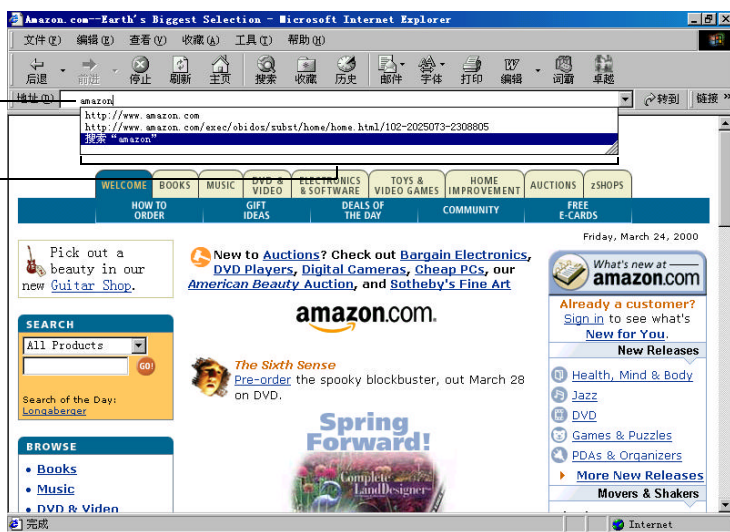 Amazon.com--Earth's Biggest Selection - Microsoft Internet Explorer
文件(F) 编辑(E) 查看(V) 收藏(A) 工具(T) 帮助(H)
后退 前进 停止 刷新 主页 搜索 收藏 历史 邮件 字体 打印 编辑 词霸 卓越
地址(D) amazon 转到 链接 »
http://www.amazon.com
http://www.amazon.com/exec/obidos/subst/home/home.html/102-2025073-2308805
搜索 “amazon”
WELCOME BOOKS MUSIC DVD & VIDEO ELECTRONICS & SOFTWARE TOYS & VIDEO GAMES HOME IMPROVEMENT AUCTIONS zSHOPS
HOW TO ORDER GIFT IDEAS DEALS OF THE DAY COMMUNITY FREE E-CARDS
Friday, March 24, 2000
Pick out a
beauty in our
new Guitar Shop.
SEARCH
All Products
GO!
Search of the Day:
Longaberger
BROWSE
• Books
• Music
• DVD & Video
New to Auctions? Check out Bargain Electronics,
DVD Players, Digital Cameras, Cheap PCs, our
American Beauty Auction, and Sotheby's Fine Art
amazon.com.
The Sixth Sense
Pre-order the spooky blockbuster, out March 28
on DVD.
Spring
Forward!
Complete
LandDesigner
What's new at
amazon.com
Already a customer?
Sign in to see what's
New for You.
New Releases
Health, Mind & Body
Jazz
DVD
Games & Puzzles
PDAs & Organizers
More New Releases
Movers & Shakers
完成 Internet